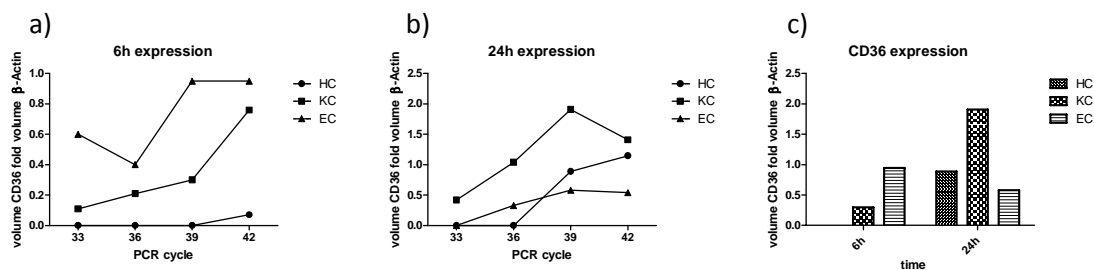 a)
6h expression
volume CD36 fold volume β-Actin
1.0
0.8
0.6
0.4
0.2
0.0
33 36 39 42
PCR cycle
HC
KC
EC
b)
24h expression
volume CD36 fold volume β-Actin
2.5
2.0
1.5
1.0
0.5
0.0
33 36 39 42
PCR cycle
HC
KC
EC
c)
CD36 expression
volume CD36 fold volume β-Actin
2.5
2.0
1.5
1.0
0.5
0.0
6h 24h
time
HC
KC
EC